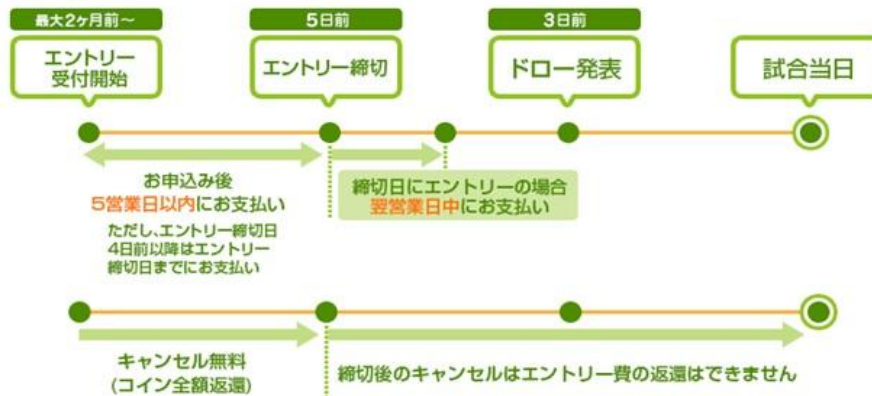 最大2ヶ月前～
5日前
3日前
エントリー
受付開始
エントリー締切
ドロー発表
試合当日
お申込み後
5営業日以内にお支払い
ただし、エントリー締切日
4日前以降はエントリー
締切日までにお支払い
締切日にエントリーの場合
翌営業日中にお支払い
キャンセル無料
(コイン全額返還)
締切後のキャンセルはエントリー費の返還はできません